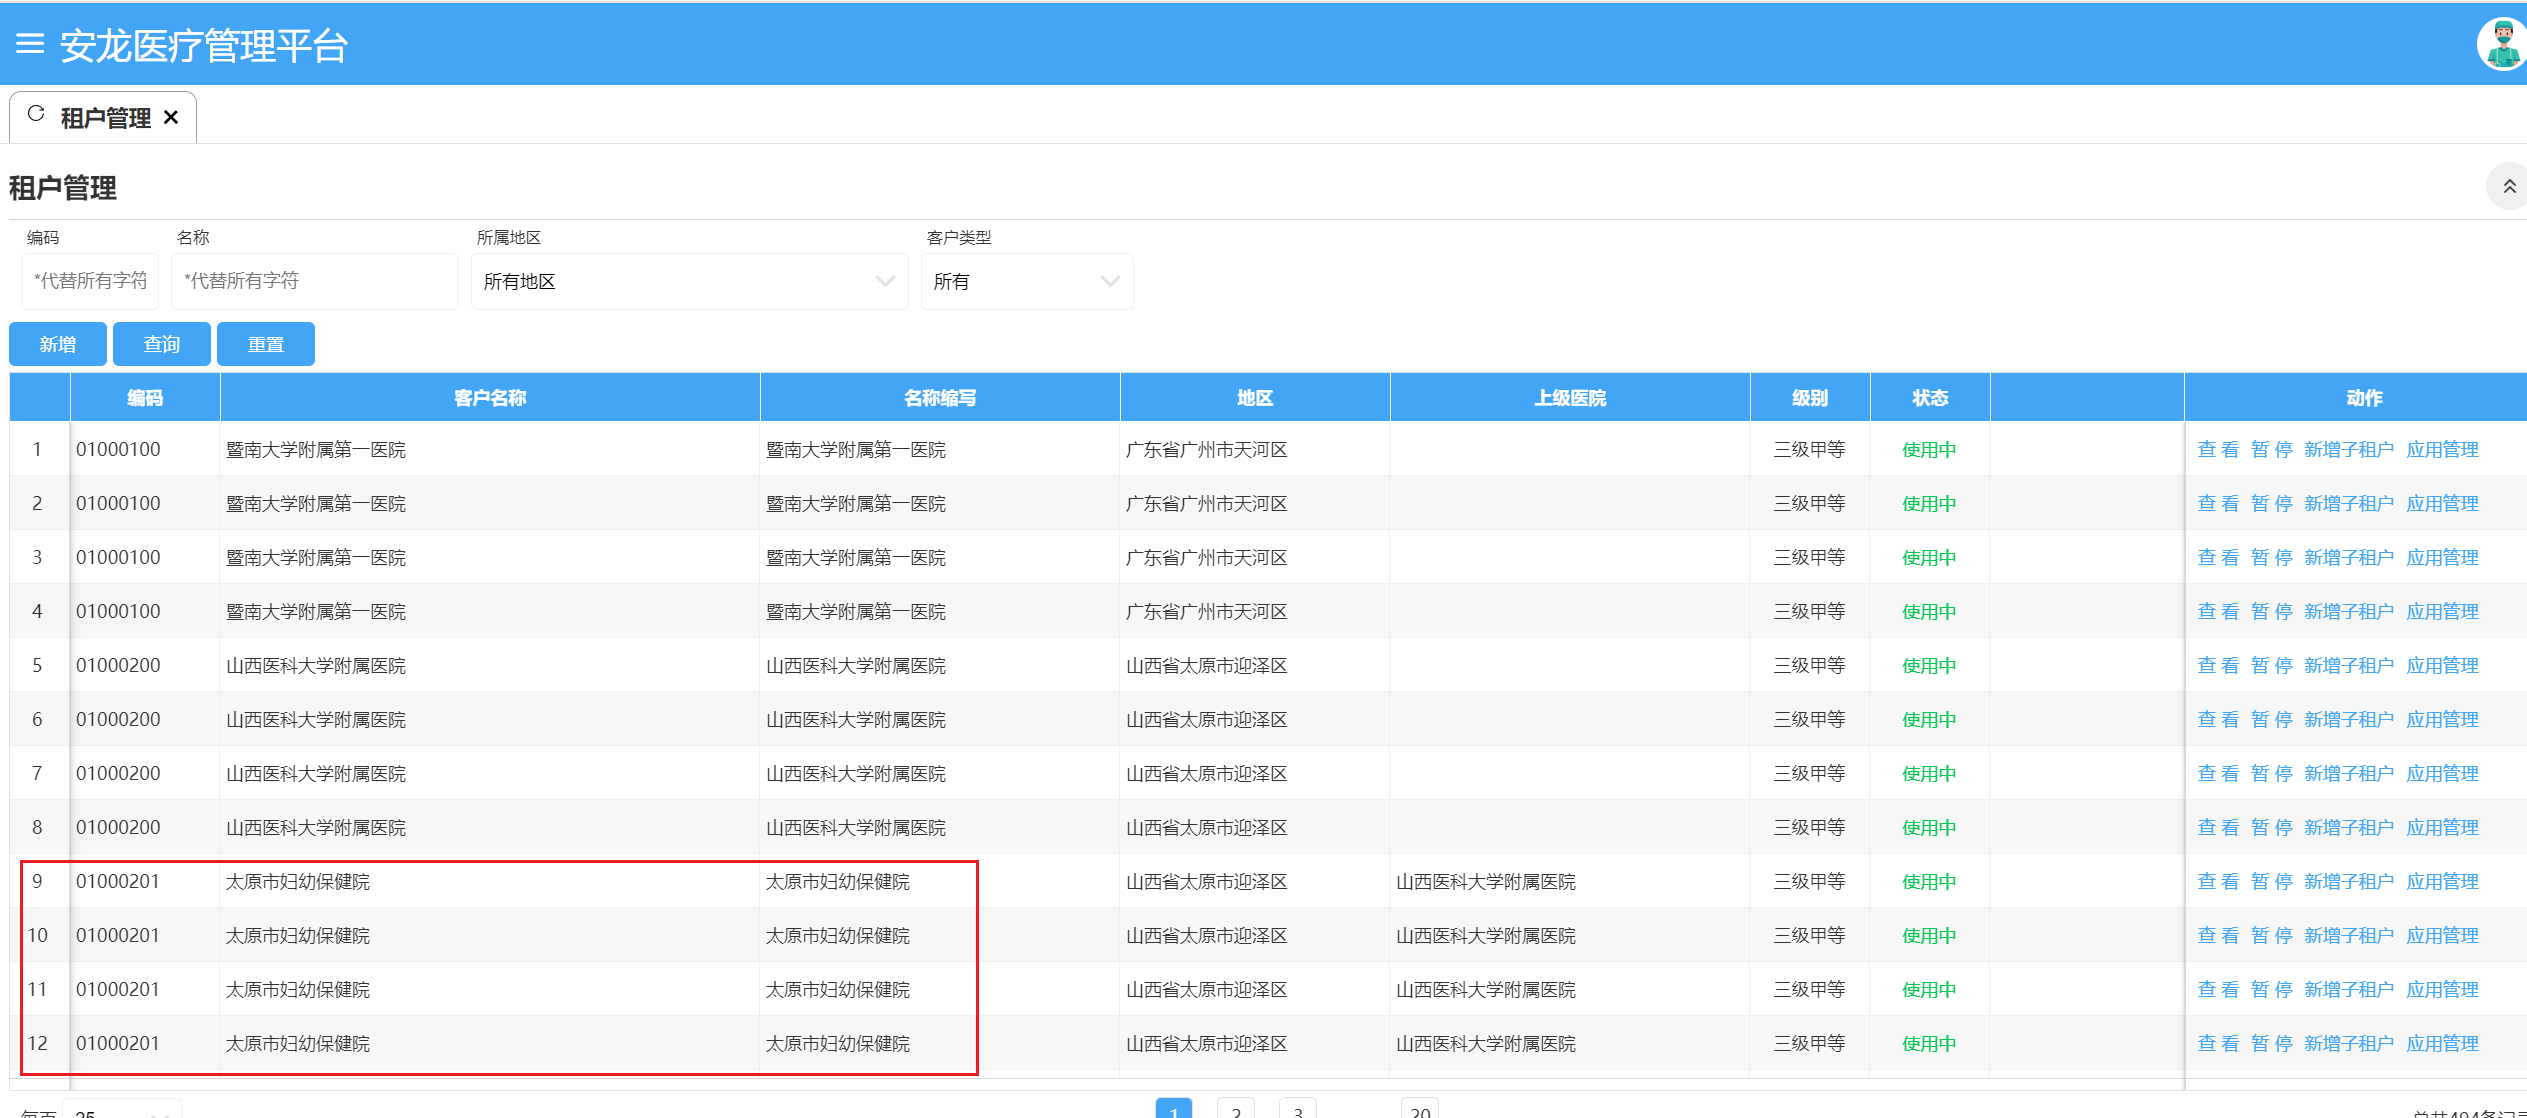 安龙医疗管理平台
租户管理
租户管理
编码 名称 所属地区 客户类型
*代替所有字符 *代替所有字符 所有地区 所有
新增 查询 重置
编码 客户名称 名称缩写 地区 上级医院 级别 状态 动作
1 01000100 暨南大学附属第一医院 暨南大学附属第一医院 广东省广州市天河区 三级甲等 使用中 查 看 暂 停 新增子租户 应用管理
2 01000100 暨南大学附属第一医院 暨南大学附属第一医院 广东省广州市天河区 三级甲等 使用中 查 看 暂 停 新增子租户 应用管理
3 01000100 暨南大学附属第一医院 暨南大学附属第一医院 广东省广州市天河区 三级甲等 使用中 查 看 暂 停 新增子租户 应用管理
4 01000100 暨南大学附属第一医院 暨南大学附属第一医院 广东省广州市天河区 三级甲等 使用中 查 看 暂 停 新增子租户 应用管理
5 01000200 山西医科大学附属医院 山西医科大学附属医院 山西省太原市迎泽区 三级甲等 使用中 查 看 暂 停 新增子租户 应用管理
6 01000200 山西医科大学附属医院 山西医科大学附属医院 山西省太原市迎泽区 三级甲等 使用中 查 看 暂 停 新增子租户 应用管理
7 01000200 山西医科大学附属医院 山西医科大学附属医院 山西省太原市迎泽区 三级甲等 使用中 查 看 暂 停 新增子租户 应用管理
8 01000200 山西医科大学附属医院 山西医科大学附属医院 山西省太原市迎泽区 三级甲等 使用中 查 看 暂 停 新增子租户 应用管理
9 01000201 太原市妇幼保健院 太原市妇幼保健院 山西省太原市迎泽区 山西医科大学附属医院 三级甲等 使用中 查 看 暂 停 新增子租户 应用管理
10 01000201 太原市妇幼保健院 太原市妇幼保健院 山西省太原市迎泽区 山西医科大学附属医院 三级甲等 使用中 查 看 暂 停 新增子租户 应用管理
11 01000201 太原市妇幼保健院 太原市妇幼保健院 山西省太原市迎泽区 山西医科大学附属医院 三级甲等 使用中 查 看 暂 停 新增子租户 应用管理
12 01000201 太原市妇幼保健院 太原市妇幼保健院 山西省太原市迎泽区 山西医科大学附属医院 三级甲等 使用中 查 看 暂 停 新增子租户 应用管理
每页 25 1 2 3 20